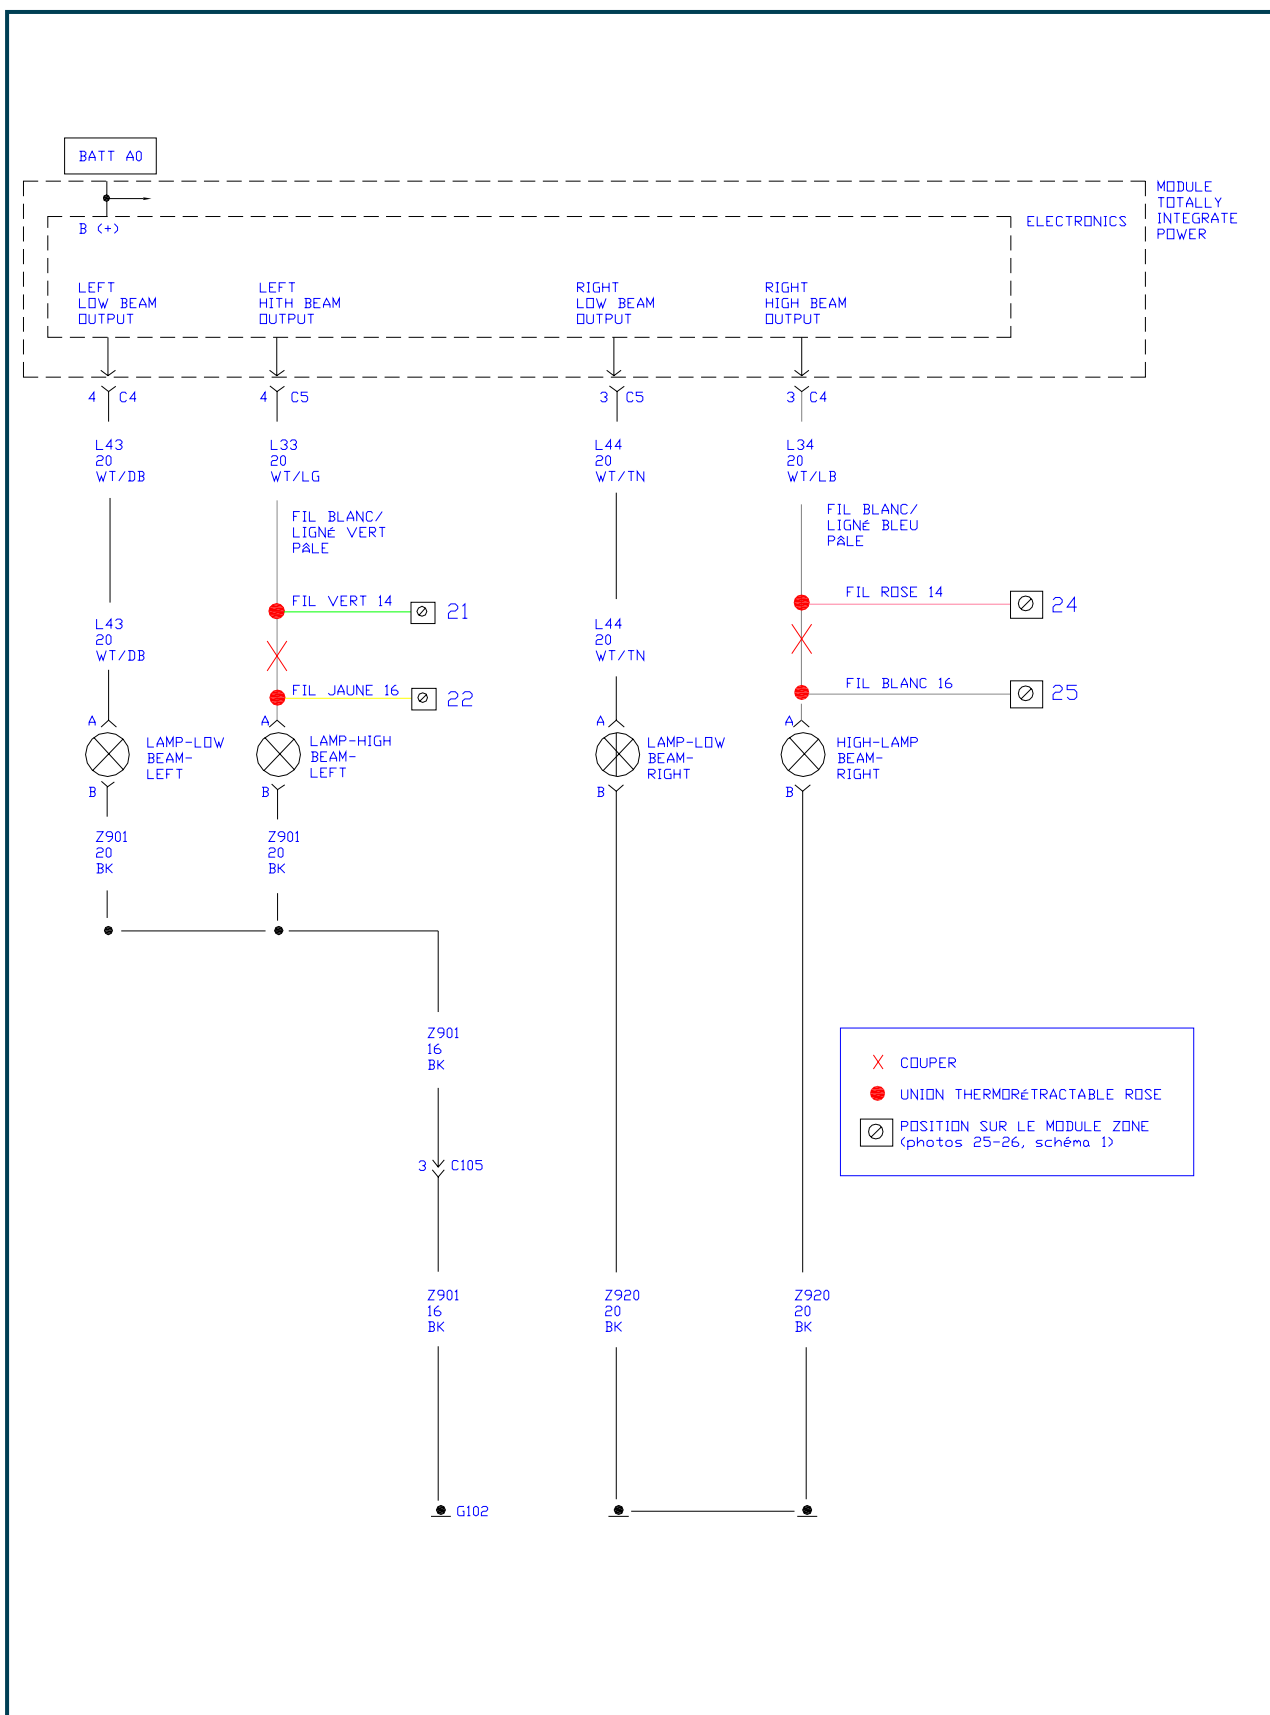 BATT A0
MODULE
TOTALLY
INTEGRATE
POWER
ELECTRONICS
B (+)
LEFT
LOW BEAM
OUTPUT
LEFT
HITH BEAM
OUTPUT
RIGHT
LOW BEAM
OUTPUT
RIGHT
HIGH BEAM
OUTPUT
4 C4
4 C5
3 C5
3 C4
L43
20
WT/DB
L33
20
WT/LG
L44
20
WT/TN
L34
20
WT/LB
FIL BLANC/
LIGNÉ VERT
PÂLE
FIL BLANC/
LIGNÉ BLEU
PÂLE
FIL VERT 14
21
FIL ROSE 14
24
L43
20
WT/DB
L44
20
WT/TN
FIL JAUNE 16
22
FIL BLANC 16
25
A
A
A
A
LAMP-LOW
BEAM-
LEFT
LAMP-HIGH
BEAM-
LEFT
LAMP-LOW
BEAM-
RIGHT
HIGH-LAMP
BEAM-
RIGHT
B
B
B
B
Z901
20
BK
Z901
20
BK
Z901
16
BK
X COUPER
UNION THERMORÉTRACTABLE ROSE
POSITION SUR LE MODULE ZONE
(photos 25-26, schéma 1)
3 C105
Z901
16
BK
Z920
20
BK
Z920
20
BK
G102